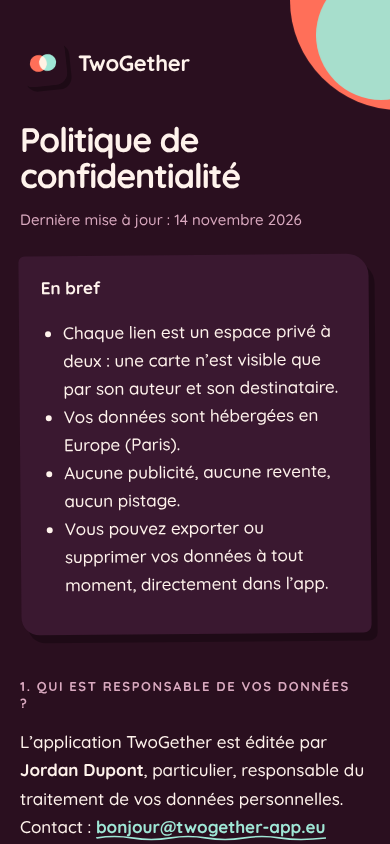 TwoGether
Politique de
confidentialité
Dernière mise à jour : 14 novembre 2026
En bref
• Chaque lien est un espace privé à
deux : une carte n’est visible que
par son auteur et son destinataire.
• Vos données sont hébergées en
Europe (Paris).
• Aucune publicité, aucune revente,
aucun pistage.
• Vous pouvez exporter ou
supprimer vos données à tout
moment, directement dans l’app.
1. QUI EST RESPONSABLE DE VOS DONNÉES
?
L’application TwoGether est éditée par
Jordan Dupont, particulier, responsable du
traitement de vos données personnelles.
Contact : bonjour@twogether-app.eu